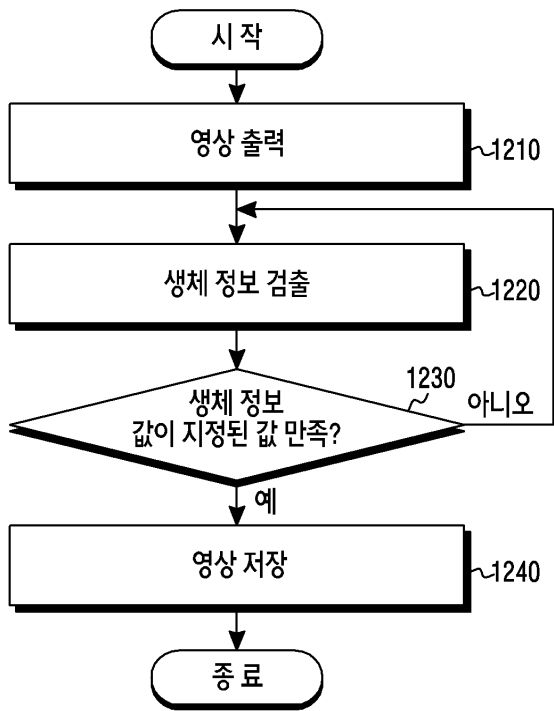 시 작
영상 출력
1210
생체 정보 검출
1220
1230
생체 정보
값이 지정된 값 만족?
아니오
예
영상 저장
1240
종 료